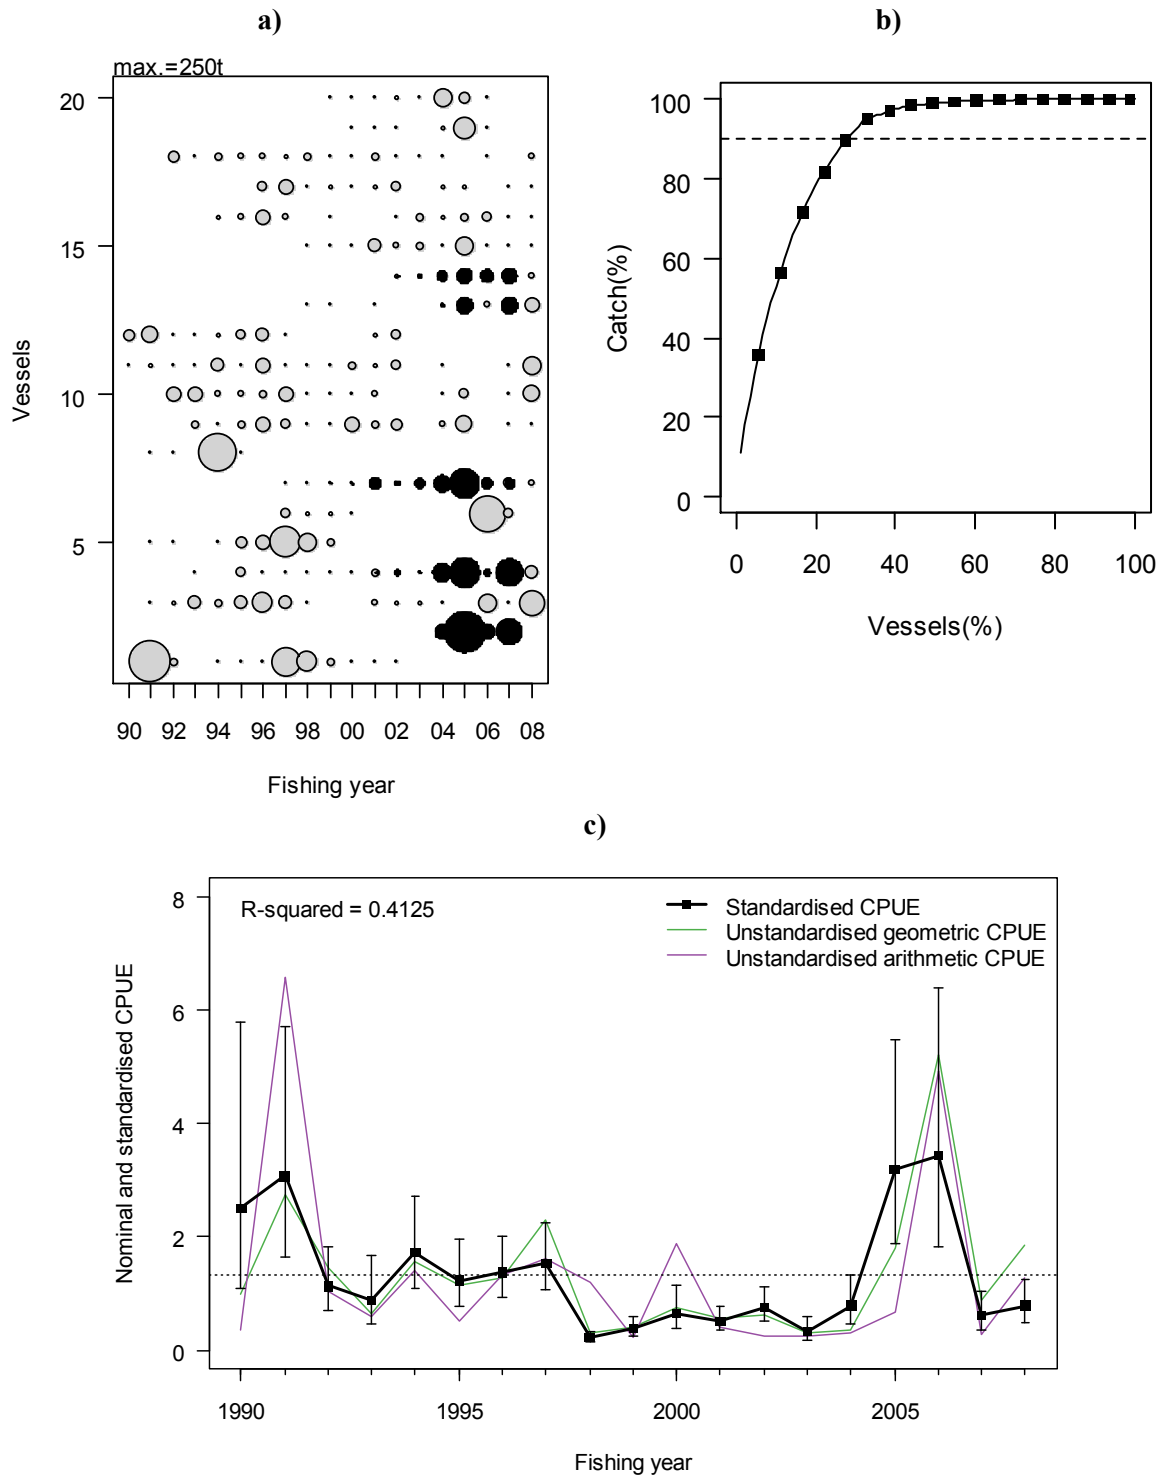 a)
b)
max.=250t
20
15
10
5
Vessels
90 92 94 96 98 00 02 04 06 08
Fishing year
100
80
60
40
20
0
Catch(%)
0 20 40 60 80 100
Vessels(%)
c)
R-squared = 0.4125
Standardised CPUE
Unstandardised geometric CPUE
Unstandardised arithmetic CPUE
8
6
4
2
0
Nominal and standardised CPUE
1990 1995 2000 2005
Fishing year